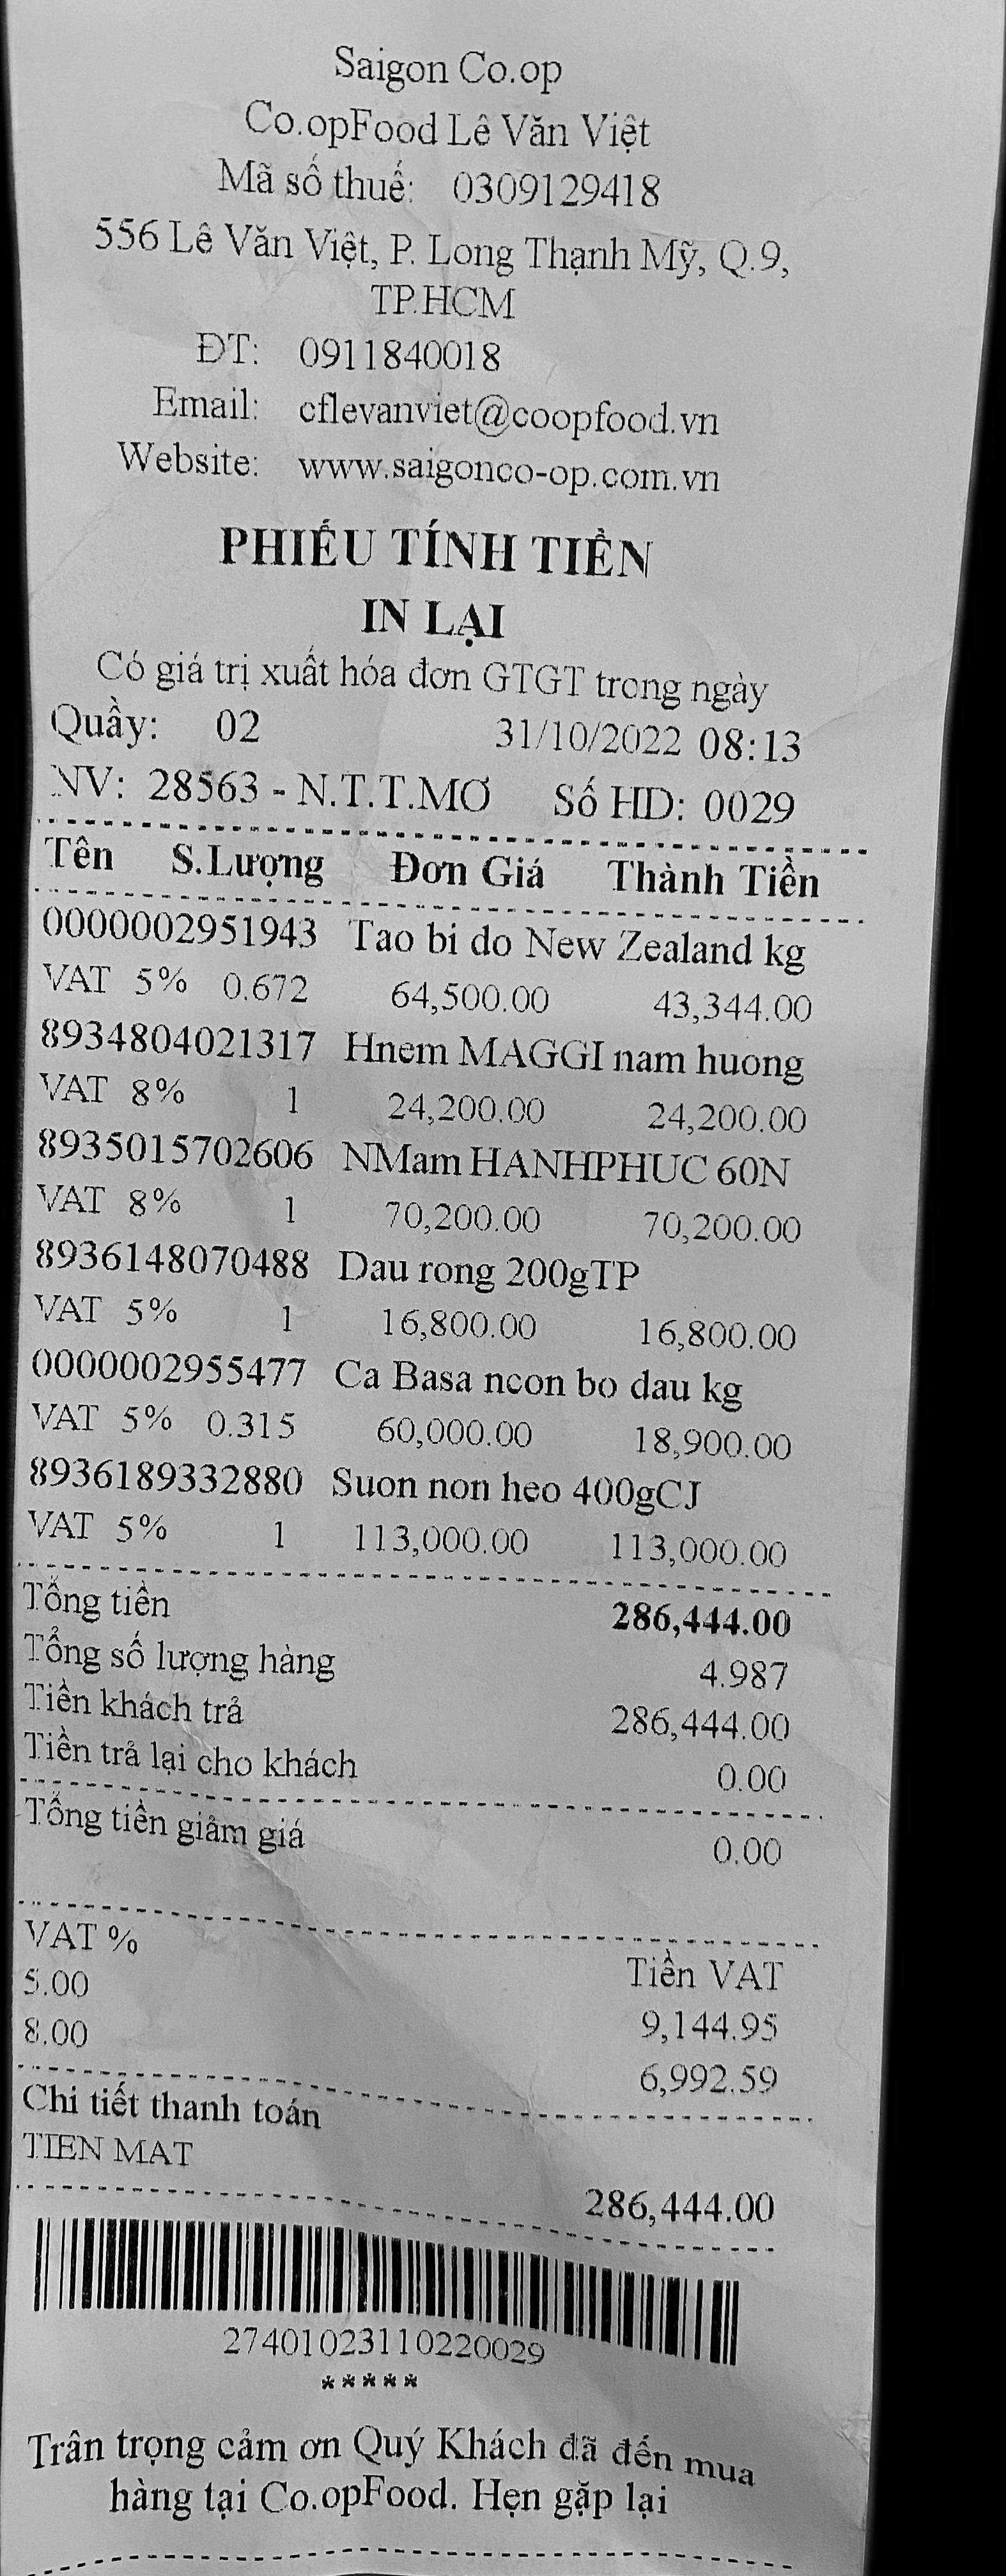 Saigon Co.op
Co.opFood Lê Văn Việt
Mã số thuế: 0309129418
556 Lê Văn Việt, P. Long Thạnh Mỹ, Q.9,
TP.HCM
ĐT: 0911840018
Email: cflevanviet@coopfood.vn
Website: www.saigonco-op.com.vn
PHIẾU TÍNH TIỀN
IN LẠI
Có giá trị xuất hóa đơn GTGT trong ngày
Quầy: 02 31/10/2022 08:13
NV: 28563 - N.T.T.MƠ Số HD: 0029
Tên S.Lượng Đơn Giá Thành Tiền
0000002951943 Tao bi do New Zealand kg
VAT 5% 0.672 64,500.00 43,344.00
8934804021317 Hnem MAGGI nam huong
VAT 8% 1 24,200.00 24,200.00
8935015702606 NMam HANHPHUC 60N
VAT 8% 1 70,200.00 70,200.00
8936148070488 Dau rong 200gTP
VAT 5% 1 16,800.00 16,800.00
0000002955477 Ca Basa ncon bo dau kg
VAT 5% 0.315 60,000.00 18,900.00
8936189332880 Suon non heo 400gCJ
VAT 5% 1 113,000.00 113,000.00
Tổng tiền 286,444.00
Tổng số lượng hàng 4.987
Tiền khách trả 286,444.00
Tiền trả lại cho khách 0.00
Tổng tiền giảm giá 0.00
VAT % Tiền VAT
5.00 9,144.95
8.00 6,992.59
Chi tiết thanh toán
TIEN MAT 286,444.00
27401023110220029
*****
Trân trọng cảm ơn Quý Khách đã đến mua
hàng tại Co.opFood. Hẹn gặp lại